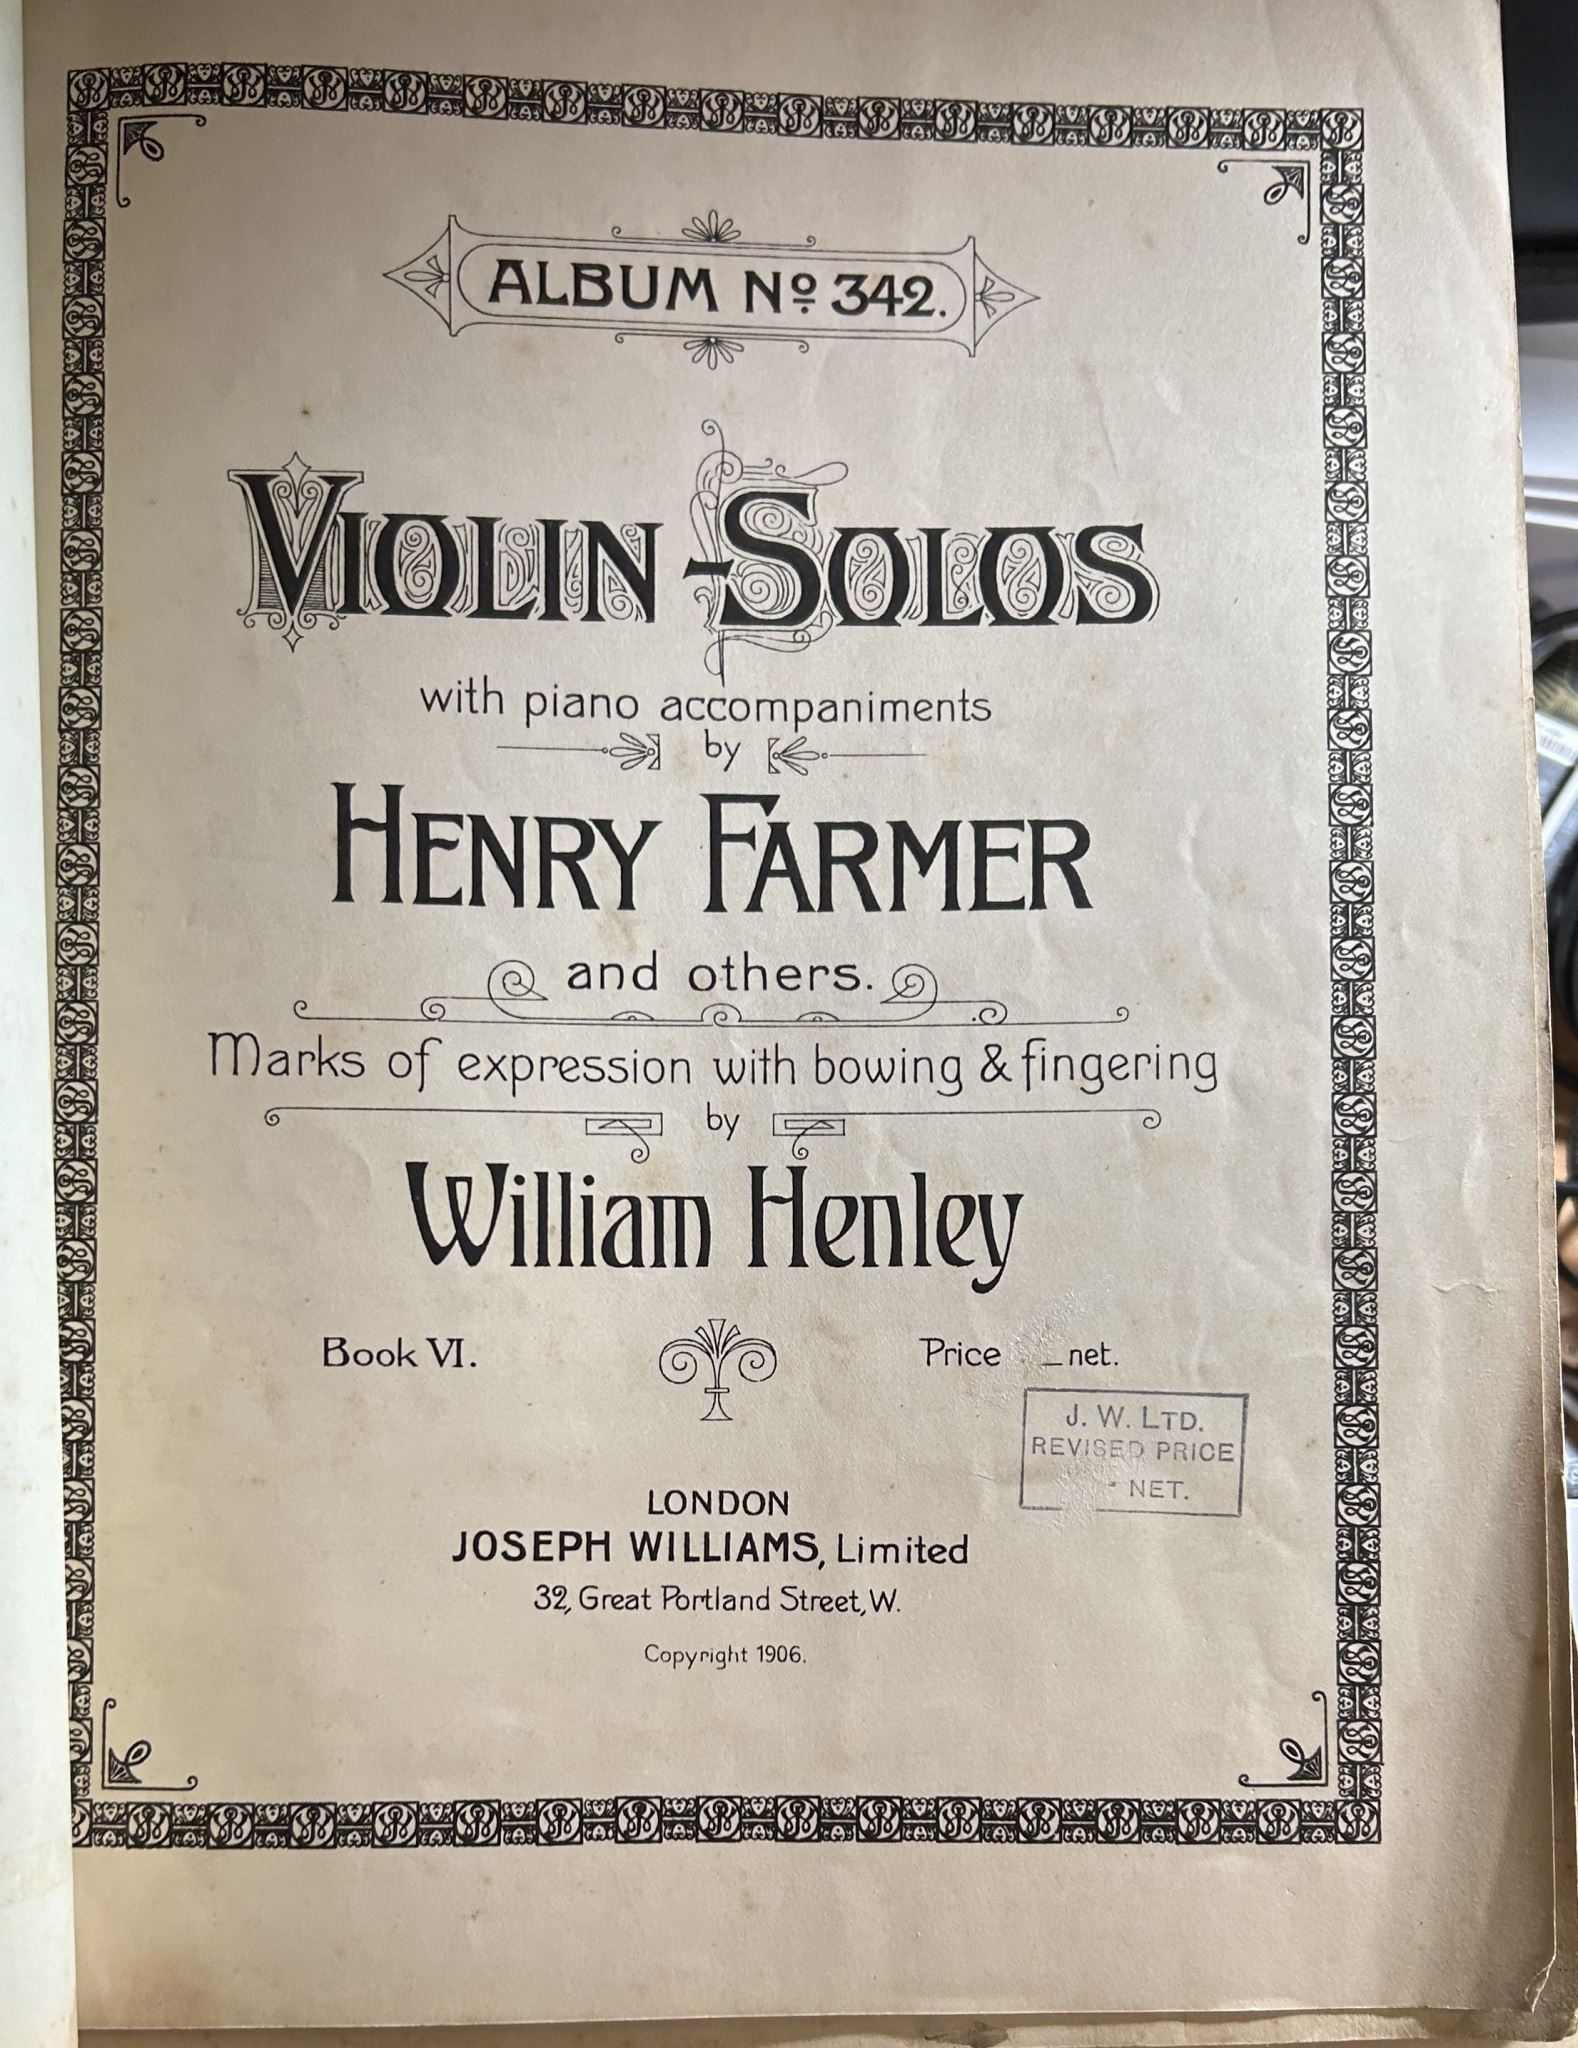 ALBUM Nº 342.
VIOLIN-SOLOS
with piano accompaniments
by
HENRY FARMER
and others.
Marks of expression with bowing & fingering
by
William Henley
Book VI.
Price _ net.
J. W. LTD.
REVISED PRICE
- NET.
LONDON
JOSEPH WILLIAMS, Limited
32, Great Portland Street, W.
Copyright 1906.